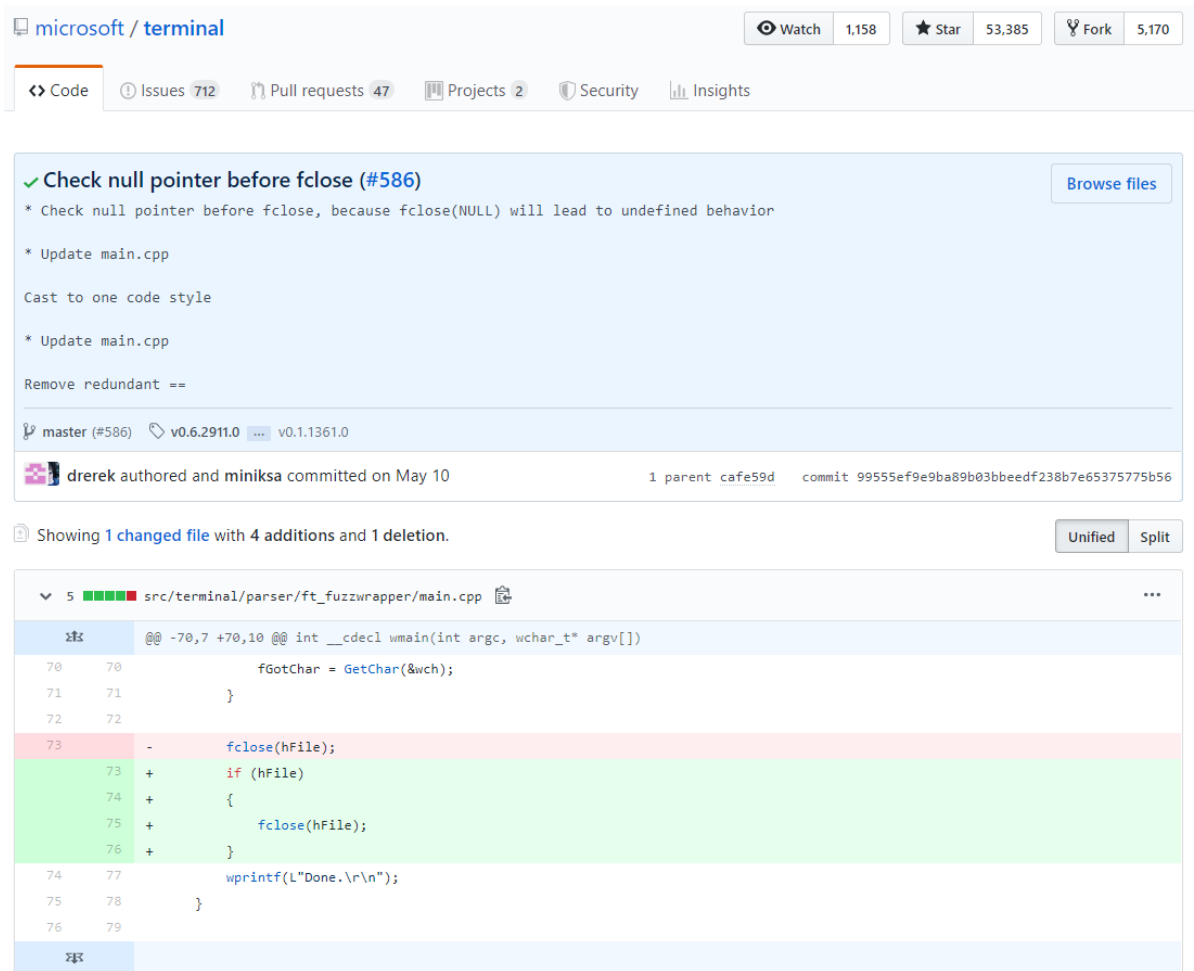 microsoft / terminal
Watch 1,158 Star 53,385 Fork 5,170
Code Issues 712 Pull requests 47 Projects 2 Security Insights
Check null pointer before fclose (#586)
Browse files
* Check null pointer before fclose, because fclose(NULL) will lead to undefined behavior
* Update main.cpp
Cast to one code style
* Update main.cpp
Remove redundant ==
master (#586) v0.6.2911.0 ... v0.1.1361.0
drerek authored and miniksa committed on May 10 1 parent cafe59d commit 99555ef9e9ba89b03bbeedf238b7e65375775b56
Showing 1 changed file with 4 additions and 1 deletion. Unified Split
5 src/terminal/parser/ft_fuzzwrapper/main.cpp ...
@@ -70,7 +70,10 @@ int __cdecl wmain(int argc, wchar_t* argv[])
70 70 fGotChar = GetChar(&wch);
71 71 }
72 72
73 - fclose(hFile);
73 + if (hFile)
74 + {
75 + fclose(hFile);
76 + }
74 77 wprintf(L"Done.\r\n");
75 78 }
76 79